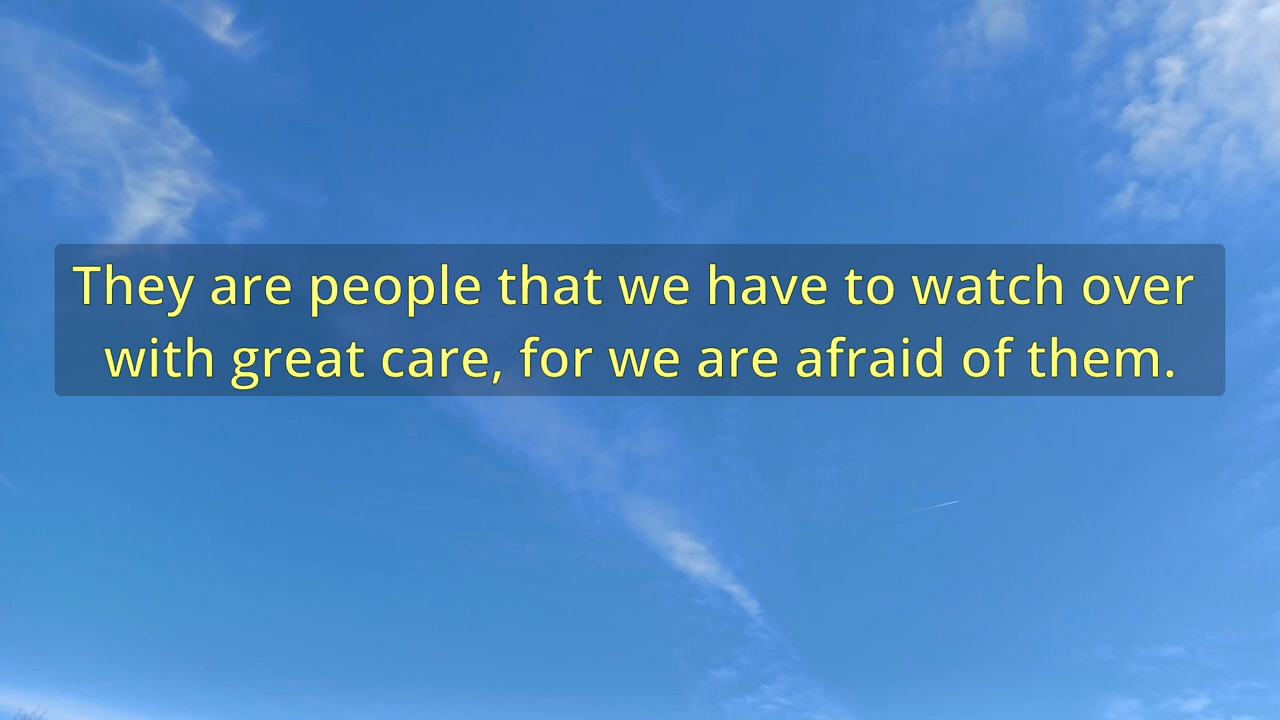 They are people that we have to watch over
with great care, for we are afraid of them.